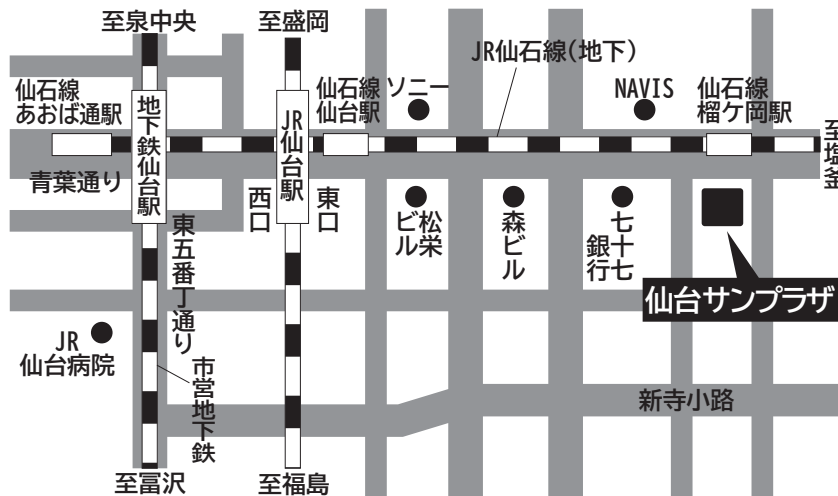 至泉中央
至盛岡
JR仙石線(地下)
仙石線
あおば通駅
地下鉄仙台駅
JR仙台駅
仙石線
仙台駅
ソニー
NAVIS
仙石線
榴ケ岡駅
至塩釜
青葉通り
西口
東口
松栄
ビル
森ビル
七十七
銀行
仙台サンプラザ
東五番丁通り
JR
仙台病院
市営地下鉄
新寺小路
至冨沢
至福島